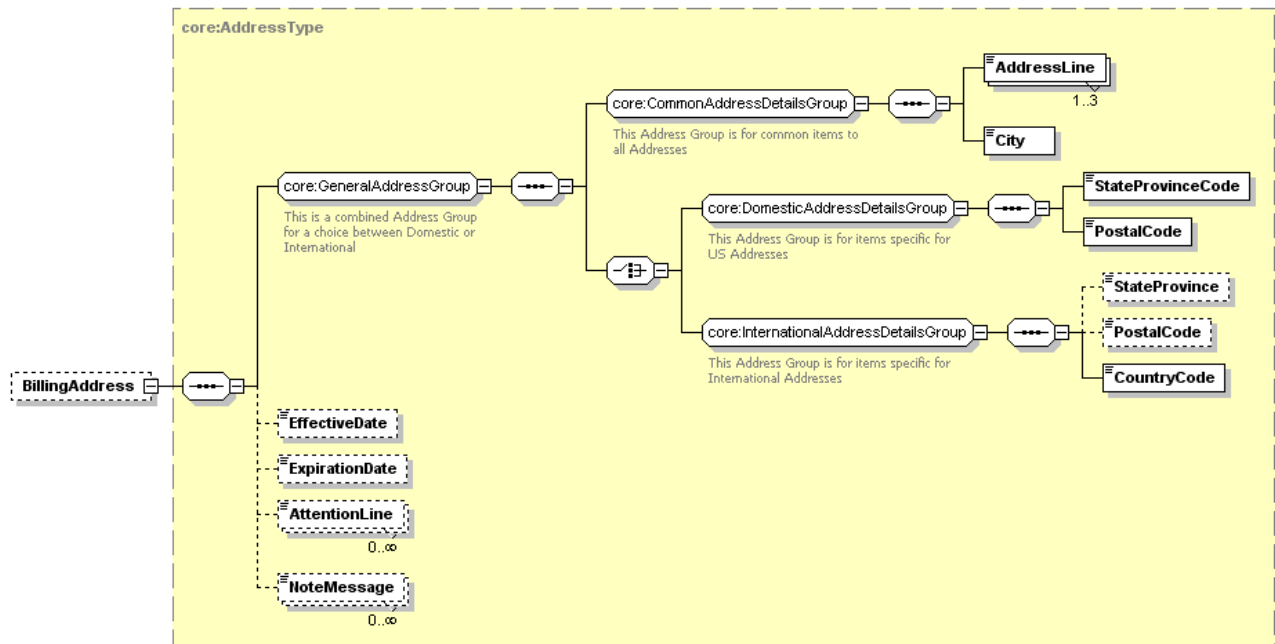 core:AddressType
AddressLine
1..3
core:CommonAddressDetailsGroup
This Address Group is for common items to
all Addresses
City
core:GeneralAddressGroup
This is a combined Address Group
for a choice between Domestic or
International
StateProvinceCode
core:DomesticAddressDetailsGroup
This Address Group is for items specific for
US Addresses
PostalCode
StateProvince
core:InternationalAddressDetailsGroup
This Address Group is for items specific for
International Addresses
PostalCode
CountryCode
BillingAddress
EffectiveDate
ExpirationDate
AttentionLine
0..∞
NoteMessage
0..∞